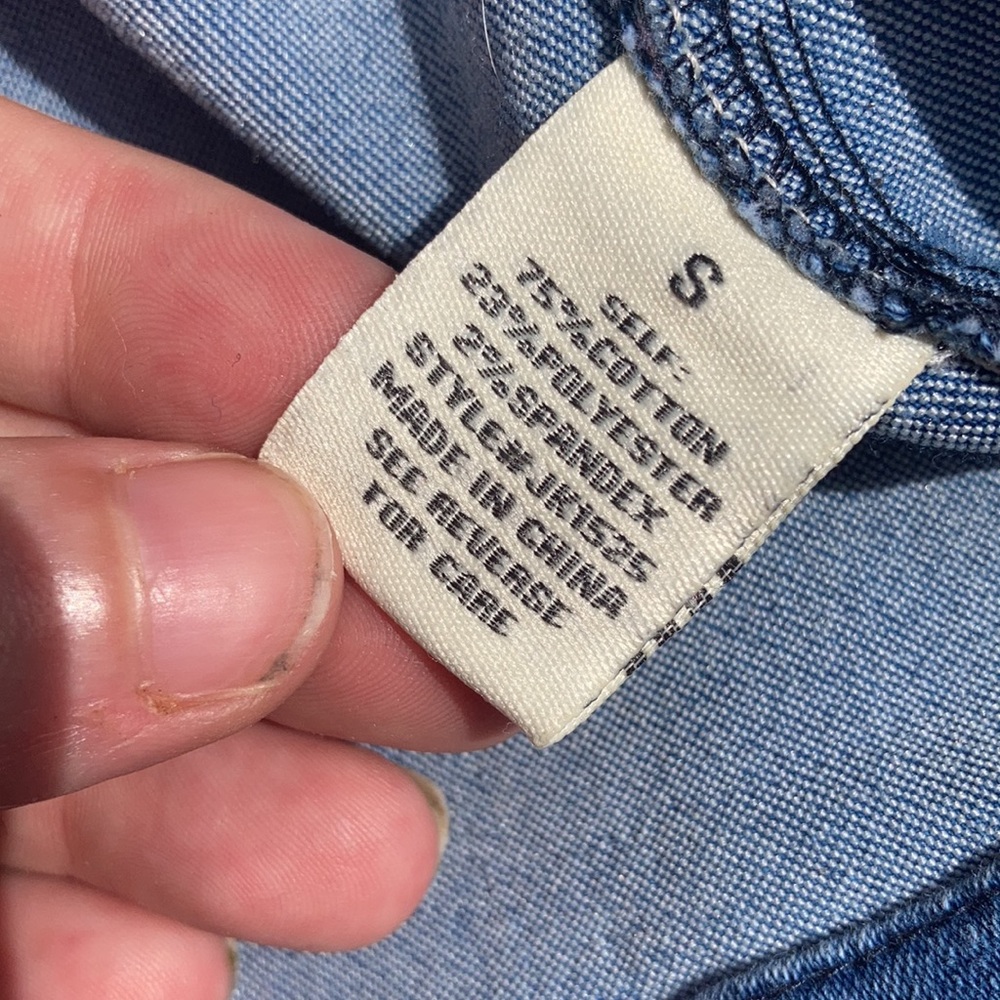 S
SELF:
75%COTTON
23%POLYESTER
2%SPANDEX
STYLE#JK1525
MADE IN CHINA
SEE REVERSE
FOR CARE